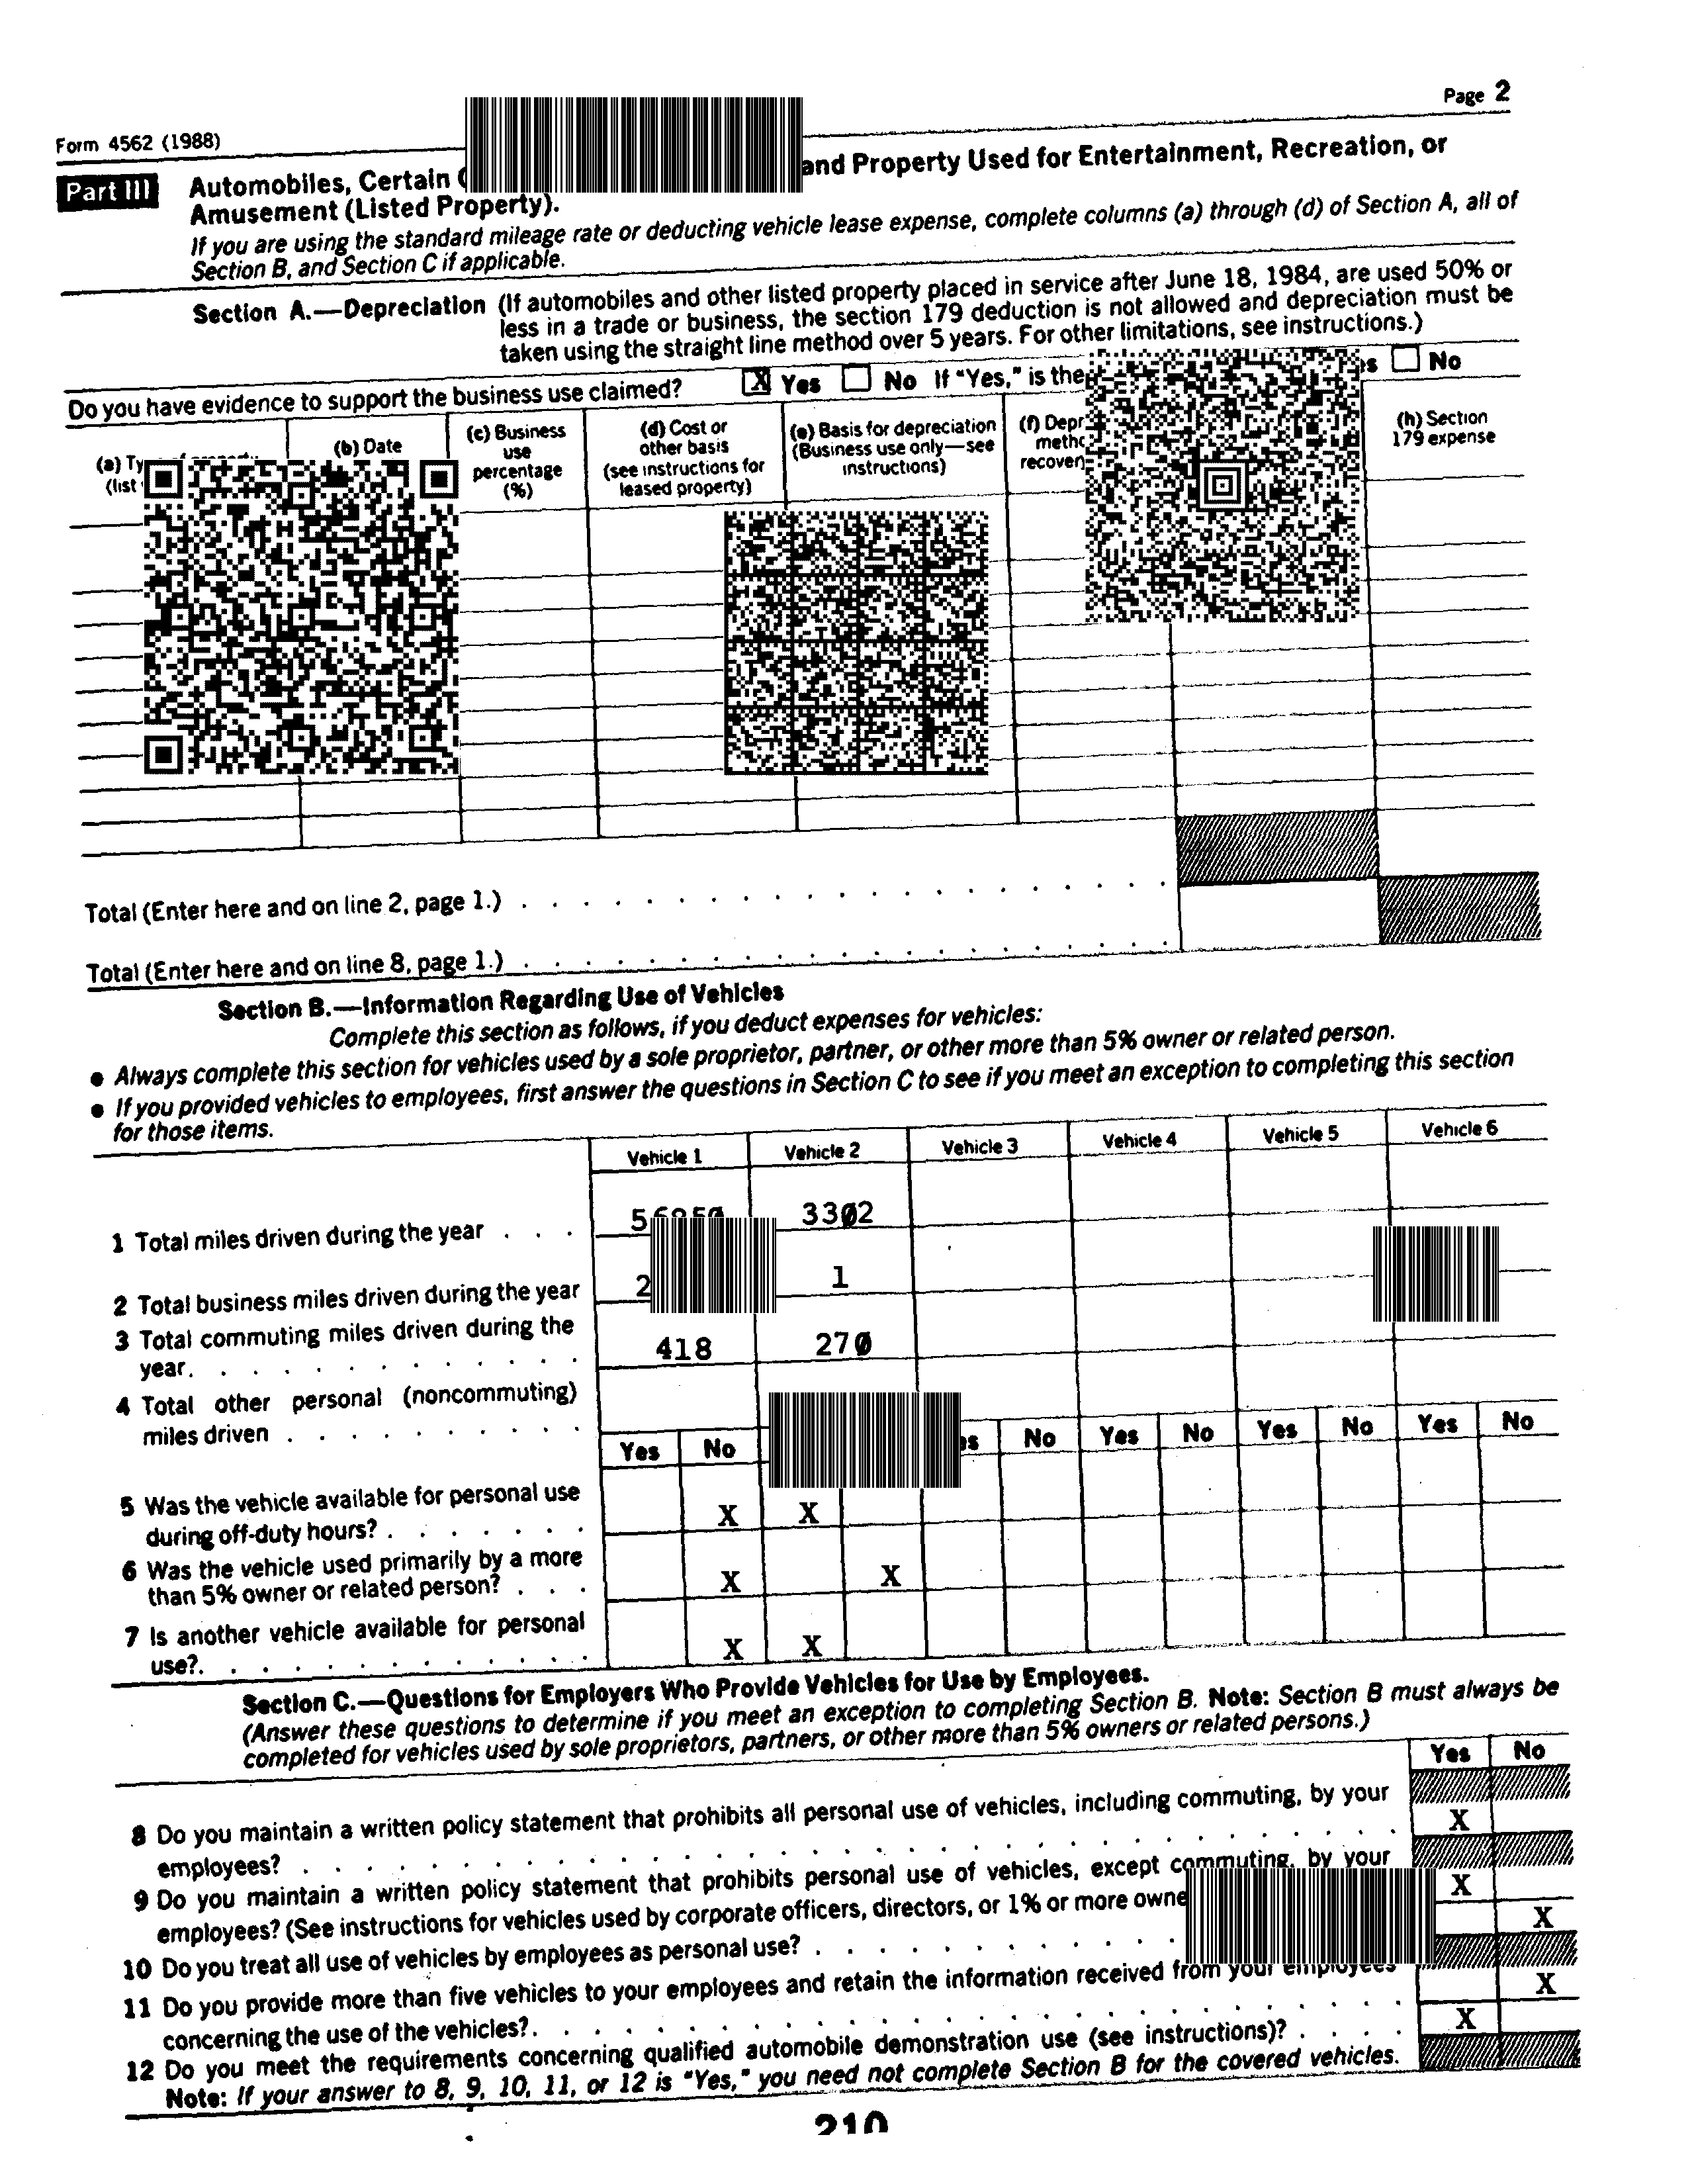 Page 2
Form 4562 (1988)
Part III Automobiles, Certain and Property Used for Entertainment, Recreation, or
Amusement (Listed Property).
If you are using the standard mileage rate or deducting vehicle lease expense, complete columns (a) through (d) of Section A, all of
Section B, and Section C if applicable.
Section A.—Depreciation (If automobiles and other listed property placed in service after June 18, 1984, are used 50% or
less in a trade or business, the section 179 deduction is not allowed and depreciation must be
taken using the straight line method over 5 years. For other limitations, see instructions.)
Do you have evidence to support the business use claimed? X Yes No If "Yes," is the No
(a)
(list
(b) Date
(c) Business
use
percentage
(%)
(d) Cost or
other basis
(see instructions for
leased property)
(e) Basis for depreciation
(Business use only—see
instructions)
(f)
(h) Section
179 expense
Total (Enter here and on line 2, page 1.) . . . . . . . . . . . . . . . .
Total (Enter here and on line 8, page 1.) . . . . . . . . . . . . . . . .
Section B.—Information Regarding Use of Vehicles
Complete this section as follows, if you deduct expenses for vehicles:
● Always complete this section for vehicles used by a sole proprietor, partner, or other more than 5% owner or related person.
● If you provided vehicles to employees, first answer the questions in Section C to see if you meet an exception to completing this section
for those items.
Vehicle 1 Vehicle 2 Vehicle 3 Vehicle 4 Vehicle 5 Vehicle 6
1 Total miles driven during the year . . . 3302
2 Total business miles driven during the year 1
3 Total commuting miles driven during the
year. . . . . . . . . . . . . 418 270
4 Total other personal (noncommuting)
miles driven . . . . . . . . . .
Yes No No Yes No Yes No Yes No
5 Was the vehicle available for personal use
during off-duty hours? . . . . . . . X X
6 Was the vehicle used primarily by a more
than 5% owner or related person? . . . X X
7 Is another vehicle available for personal
use?. . . . . . . . . . . . . X X
Section C.—Questions for Employers Who Provide Vehicles for Use by Employees.
(Answer these questions to determine if you meet an exception to completing Section B. Note: Section B must always be
completed for vehicles used by sole proprietors, partners, or other more than 5% owners or related persons.)
Yes No
8 Do you maintain a written policy statement that prohibits all personal use of vehicles, including commuting, by your
employees? . . . . . . . . . . . . . . . . . . . . X
9 Do you maintain a written policy statement that prohibits personal use of vehicles, except commuting, by your
employees? (See instructions for vehicles used by corporate officers, directors, or 1% or more X
10 Do you treat all use of vehicles by employees as personal use? . . . . . . . . . . . . X
11 Do you provide more than five vehicles to your employees and retain the information received from your employees
concerning the use of the vehicles?. . . . . . . . . . . . . . . . . . . . X
12 Do you meet the requirements concerning qualified automobile demonstration use (see instructions)? . . . . X
Note: If your answer to 8, 9, 10, 11, or 12 is "Yes," you need not complete Section B for the covered vehicles.
210